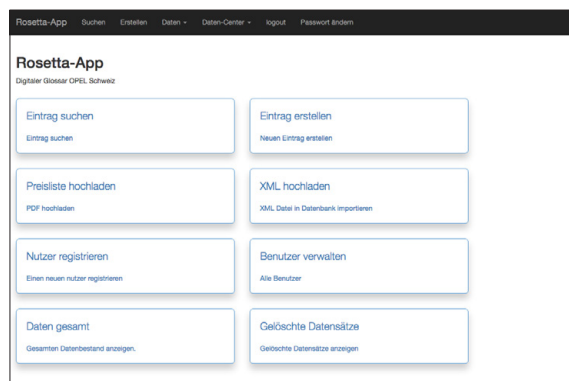 Rosetta-App Suchen Erstellen Daten Daten-Center logout Passwort ändern
Rosetta-App
Digitaler Glossar OPEL Schweiz
Eintrag suchen
Eintrag suchen
Eintrag erstellen
Neuen Eintrag erstellen
Preisliste hochladen
PDF hochladen
XML hochladen
XML Datei in Datenbank importieren
Nutzer registrieren
Einen neuen nutzer registrieren
Benutzer verwalten
Alle Benutzer
Daten gesamt
Gesamten Datenbestand anzeigen.
Gelöschte Datensätze
Gelöschte Datensätze anzeigen